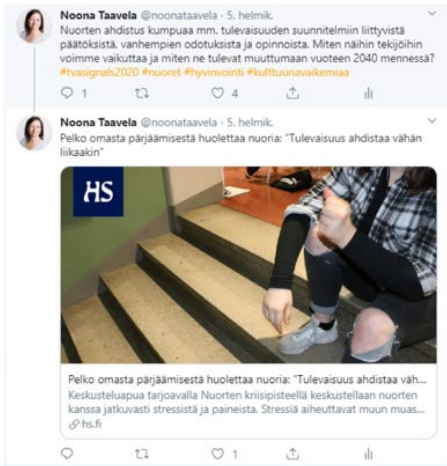 Noona Taavela @noonataavela · 5. helmik.
Nuorten ahdistus kumpuaa mm. tulevaisuuden suunnitelmiin liittyvistä
päätöksistä, vanhempien odotuksista ja opinnoista. Miten näihin tekijöihin
voimme vaikuttaa ja miten ne tulevat muuttumaan vuoteen 2040 mennessä?
#tvasignals2020 #nuoret #hyvinvointi #kulttuuriavaikemiaa
1 4
Noona Taavela @noonataavela · 5. helmik.
Pelko omasta pärjäämisestä huolettaa nuoria: "Tulevaisuus ahdistaa vähän
liikaakin"
HS
Pelko omasta pärjäämisestä huolettaa nuoria: "Tulevaisuus ahdistaa väh...
Keskusteluapua tarjoavalla Nuorten kriisipisteellä keskustellaan nuorten
kanssa jatkuvasti stressistä ja paineista. Stressiä aiheuttavat muun muas...
hs.fi
1